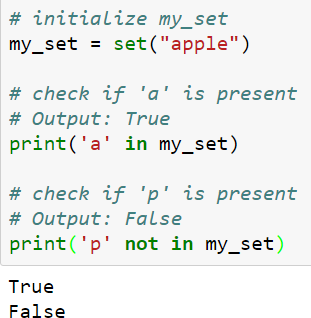 # initialize my_set
my_set = set("apple")
# check if 'a' is present
# Output: True
print('a' in my_set)
# check if 'p' is present
# Output: False
print('p' not in my_set)
True
False